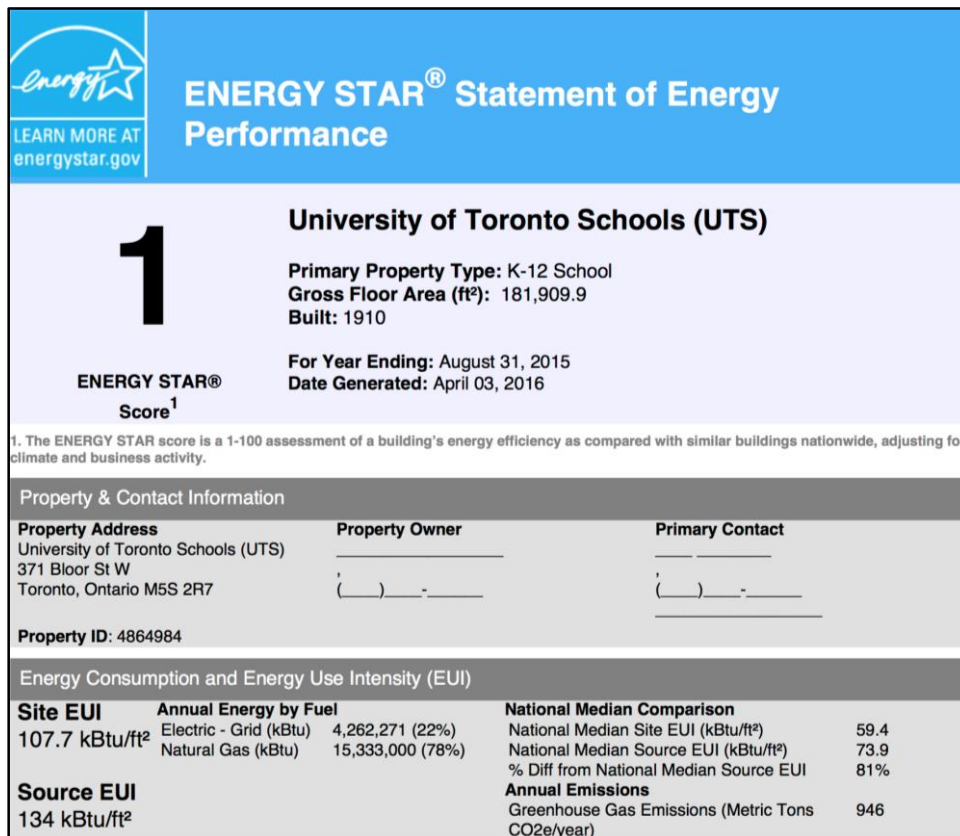 energy
LEARN MORE AT
energystar.gov
ENERGY STAR® Statement of Energy
Performance
1
ENERGY STAR®
Score1
University of Toronto Schools (UTS)
Primary Property Type: K-12 School
Gross Floor Area (ft²): 181,909.9
Built: 1910
For Year Ending: August 31, 2015
Date Generated: April 03, 2016
1. The ENERGY STAR score is a 1-100 assessment of a building's energy efficiency as compared with similar buildings nationwide, adjusting fo
climate and business activity.
Property & Contact Information
Property Address
University of Toronto Schools (UTS)
371 Bloor St W
Toronto, Ontario M5S 2R7
Property Owner
____________________
,
(____)____-______
Primary Contact
____ _________
,
(____)____-______
____________________
Property ID: 4864984
Energy Consumption and Energy Use Intensity (EUI)
Site EUI
107.7 kBtu/ft²
Annual Energy by Fuel
Electric - Grid (kBtu) 4,262,271 (22%)
Natural Gas (kBtu) 15,333,000 (78%)
Source EUI
134 kBtu/ft²
National Median Comparison
National Median Site EUI (kBtu/ft²) 59.4
National Median Source EUI (kBtu/ft²) 73.9
% Diff from National Median Source EUI 81%
Annual Emissions
Greenhouse Gas Emissions (Metric Tons 946
CO2e/year)